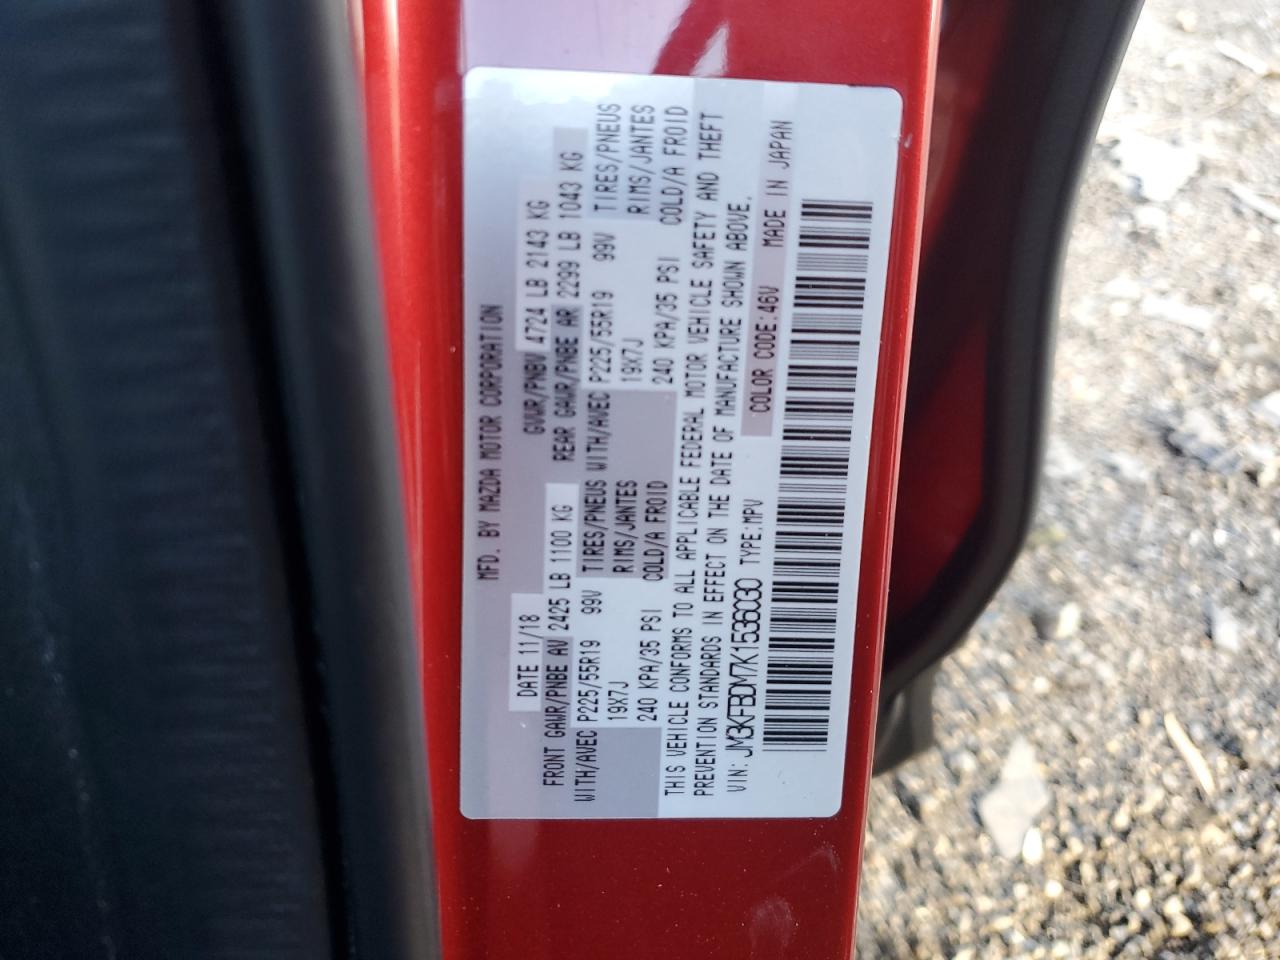 MFD. BY MAZDA MOTOR CORPORATION
DATE 11/18 GVWR/PNBV 4724 LB 2143 KG
FRONT GAWR/PNBE AV 2425 LB 1100 KG REAR GAWR/PNBE AR 2299 LB 1043 KG
WITH/AVEC P225/55R19 99V TIRES/PNEUS WITH/AVEC P225/55R19 99V TIRES/PNEUS
19X7J RIMS/JANTES 19X7J RIMS/JANTES
240 KPA/35 PSI COLD/A FROID 240 KPA/35 PSI COLD/A FROID
THIS VEHICLE CONFORMS TO ALL APPLICABLE FEDERAL MOTOR VEHICLE SAFETY AND THEFT
PREVENTION STANDARDS IN EFFECT ON THE DATE OF MANUFACTURE SHOWN ABOVE.
VIN: JM3KFBDM7K1536030 TYPE:MPV COLOR CODE:46V MADE IN JAPAN